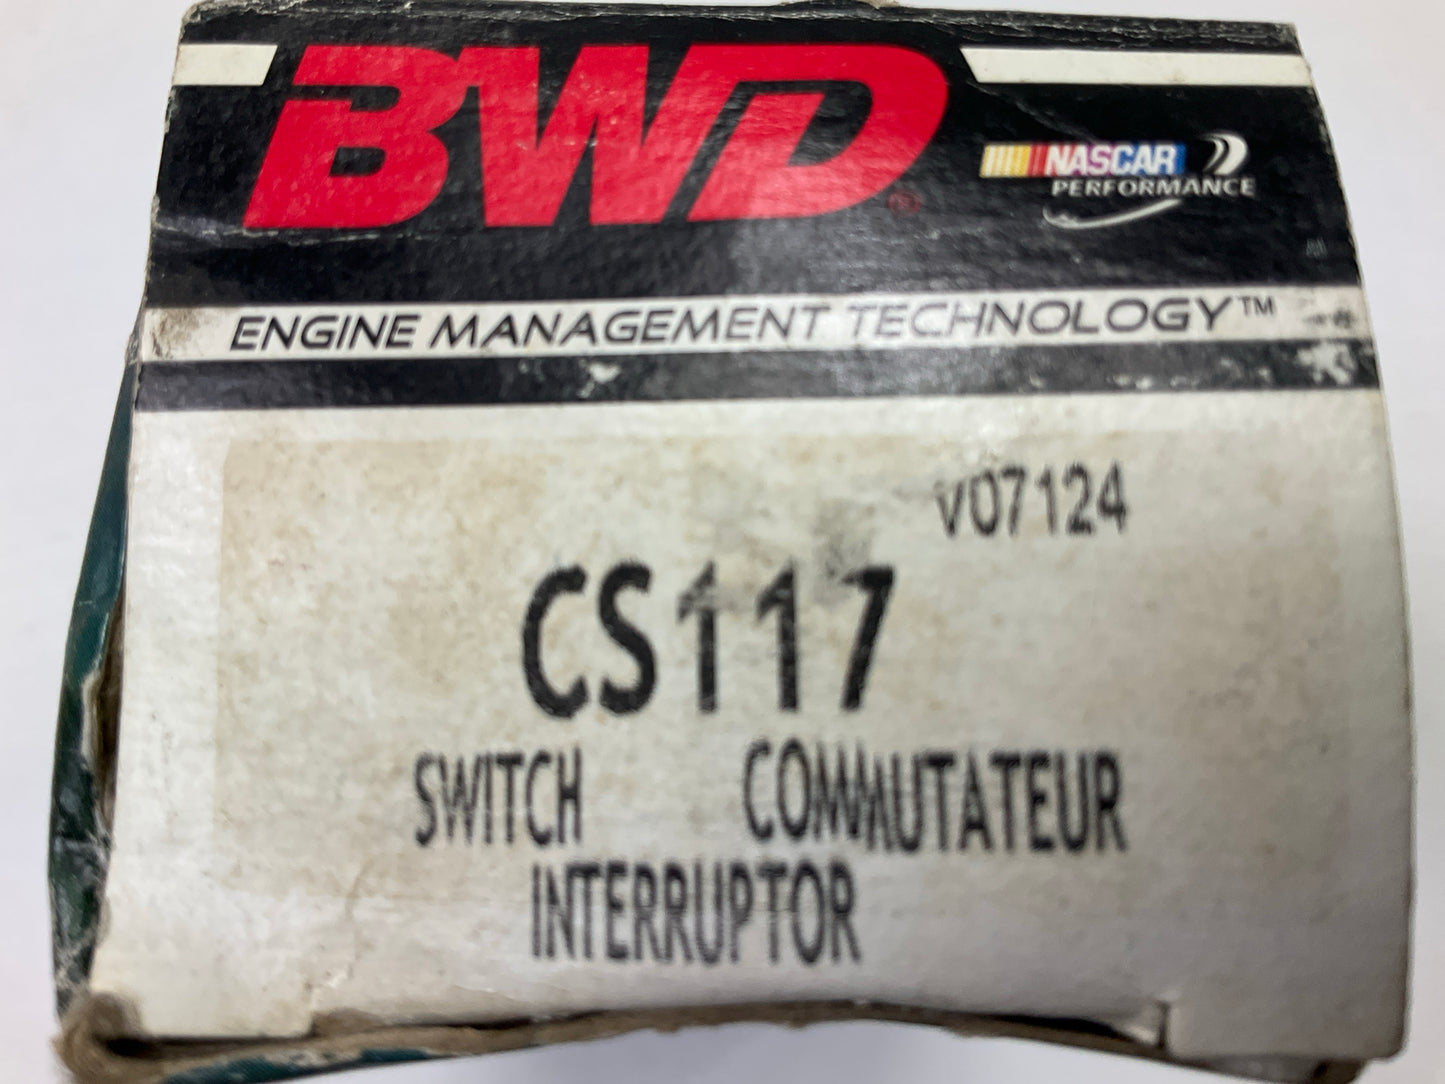 BWD®
NASCAR
PERFORMANCE
ENGINE MANAGEMENT TECHNOLOGY™
V07124
CS117
SWITCH COMMUTATEUR
INTERRUPTOR